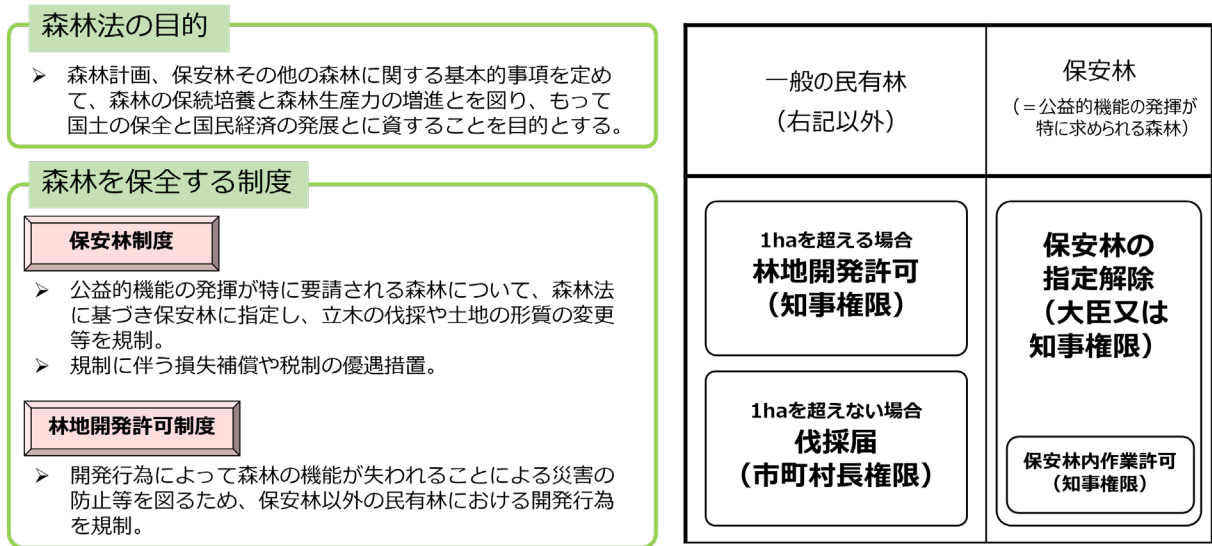 森林法の目的
➢ 森林計画、保安林その他の森林に関する基本的事項を定め
て、森林の保続培養と森林生産力の増進とを図り、もって
国土の保全と国民経済の発展とに資することを目的とする。
森林を保全する制度
保安林制度
➢ 公益的機能の発揮が特に要請される森林について、森林法
に基づき保安林に指定し、立木の伐採や土地の形質の変更
等を規制。
➢ 規制に伴う損失補償や税制の優遇措置。
林地開発許可制度
➢ 開発行為によって森林の機能が失われることによる災害の
防止等を図るため、保安林以外の民有林における開発行為
を規制。
一般の民有林
（右記以外）
保安林
（＝公益的機能の発揮が
特に求められる森林）
1haを超える場合
林地開発許可
（知事権限）
1haを超えない場合
伐採届
（市町村長権限）
保安林の
指定解除
（大臣又は
知事権限）
保安林内作業許可
（知事権限）